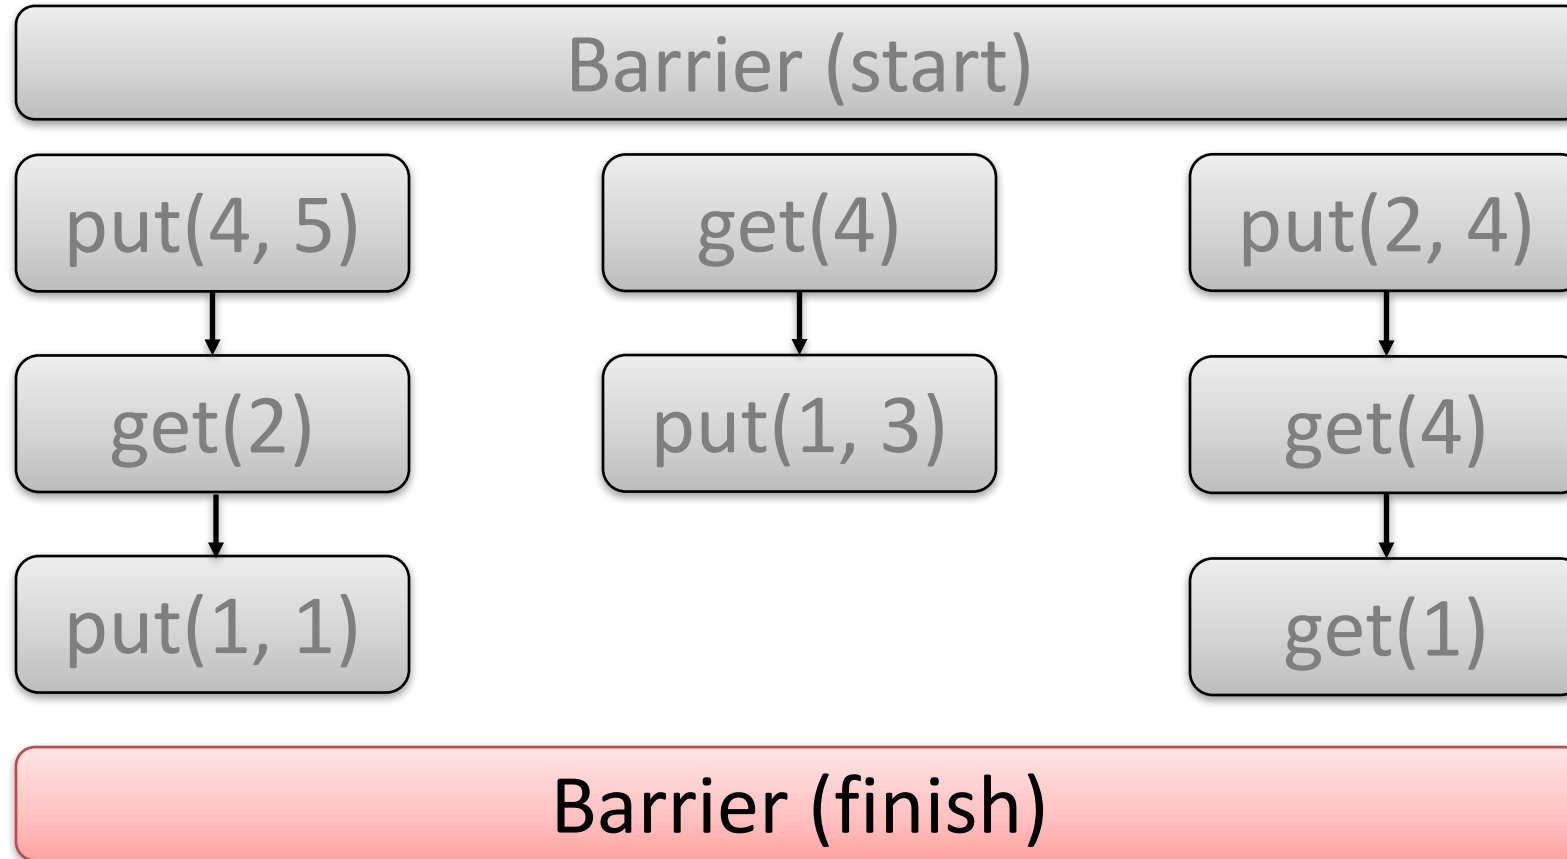 Barrier (start)
put(4, 5)
get(4)
put(2, 4)
get(2)
put(1, 3)
get(4)
put(1, 1)
get(1)
Barrier (finish)